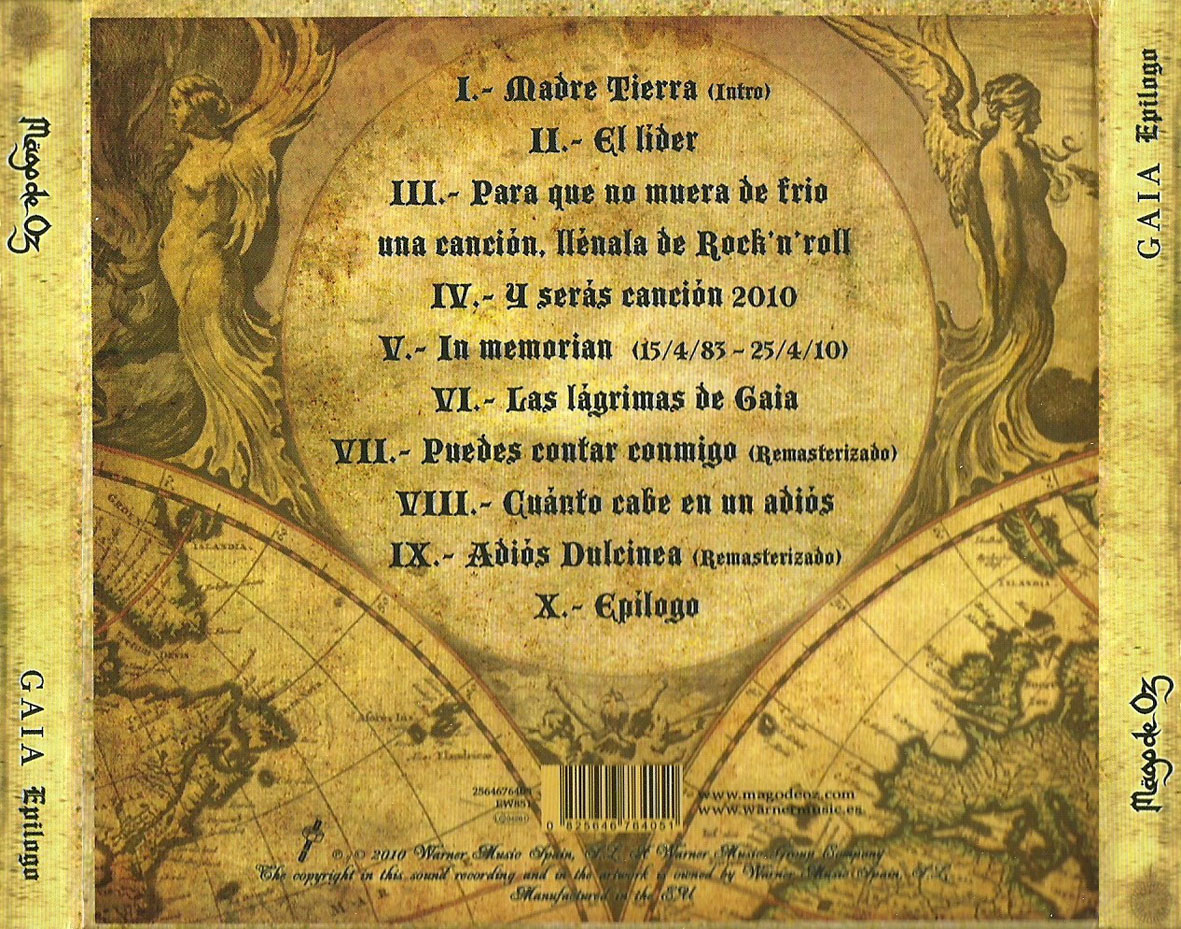 I.- Madre Tierra (Intro)
II.- El líder
III.- Para que no muera de frio
una canción, llénala de Rock'n'roll
IV.- Y serás canción 2010
V.- In memorian (15/4/83 - 25/4/10)
VI.- Las lágrimas de Gaia
VII.- Puedes contar conmigo (Remasterizado)
VIII.- Cuánto cabe en un adiós
IX.- Adiós Dulcinea (Remasterizado)
X.- Epílogo
Mägo de Oz
GAIA Epílogo
GAIA Epílogo
Mägo de Oz
ISLANDIA
0 825646 764051
www.magodeoz.com
www.warnermusic.es
℗/© 2010 Warner Music Spain, S.L. A Warner Music Group Company
The copyright in this sound recording and in the artwork is owned by Warner Music Spain, S.L.
Manufactured in the EU